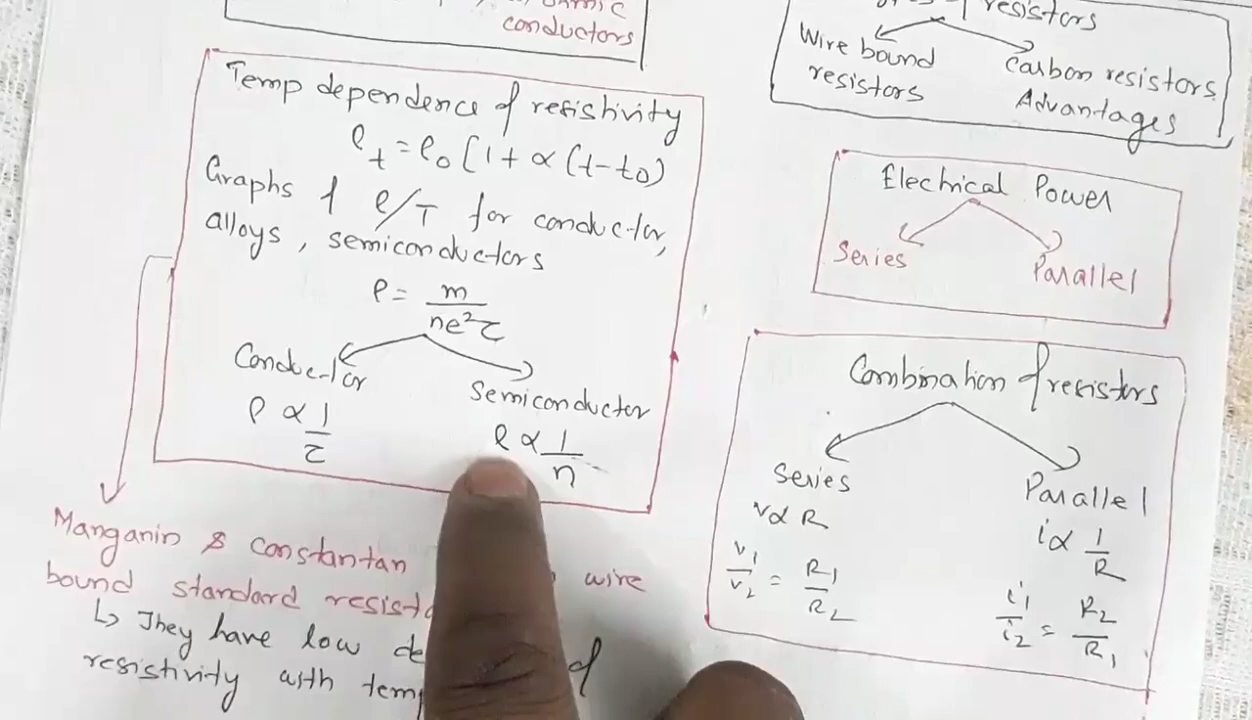 conductors
resistors
Wire bound
resistors
Carbon resistors
Advantages
Temp dependence of resistivity
ρt = ρ0 [1 + α (t-t0)
Graphs of ρ/T for conductor,
alloys, semiconductors
ρ = m/ne²τ
Conductor
ρ ∝ 1/τ
Semiconductor
ρ ∝ 1/n
Electrical Power
Series
Parallel
Combination of resistors
Series
V ∝ R
V1/V2 = R1/R2
Parallel
i ∝ 1/R
i1/i2 = R2/R1
Manganin & Constantan wire
bound standard
↳ They have low
resistivity with